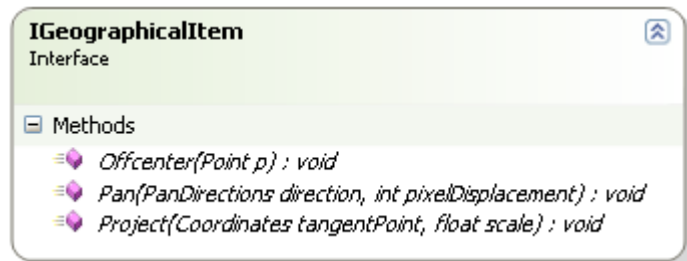 IGeographicalItem
Interface
Methods
Offcenter(Point p) : void
Pan(PanDirections direction, int pixelDisplacement) : void
Project(Coordinates tangentPoint, float scale) : void